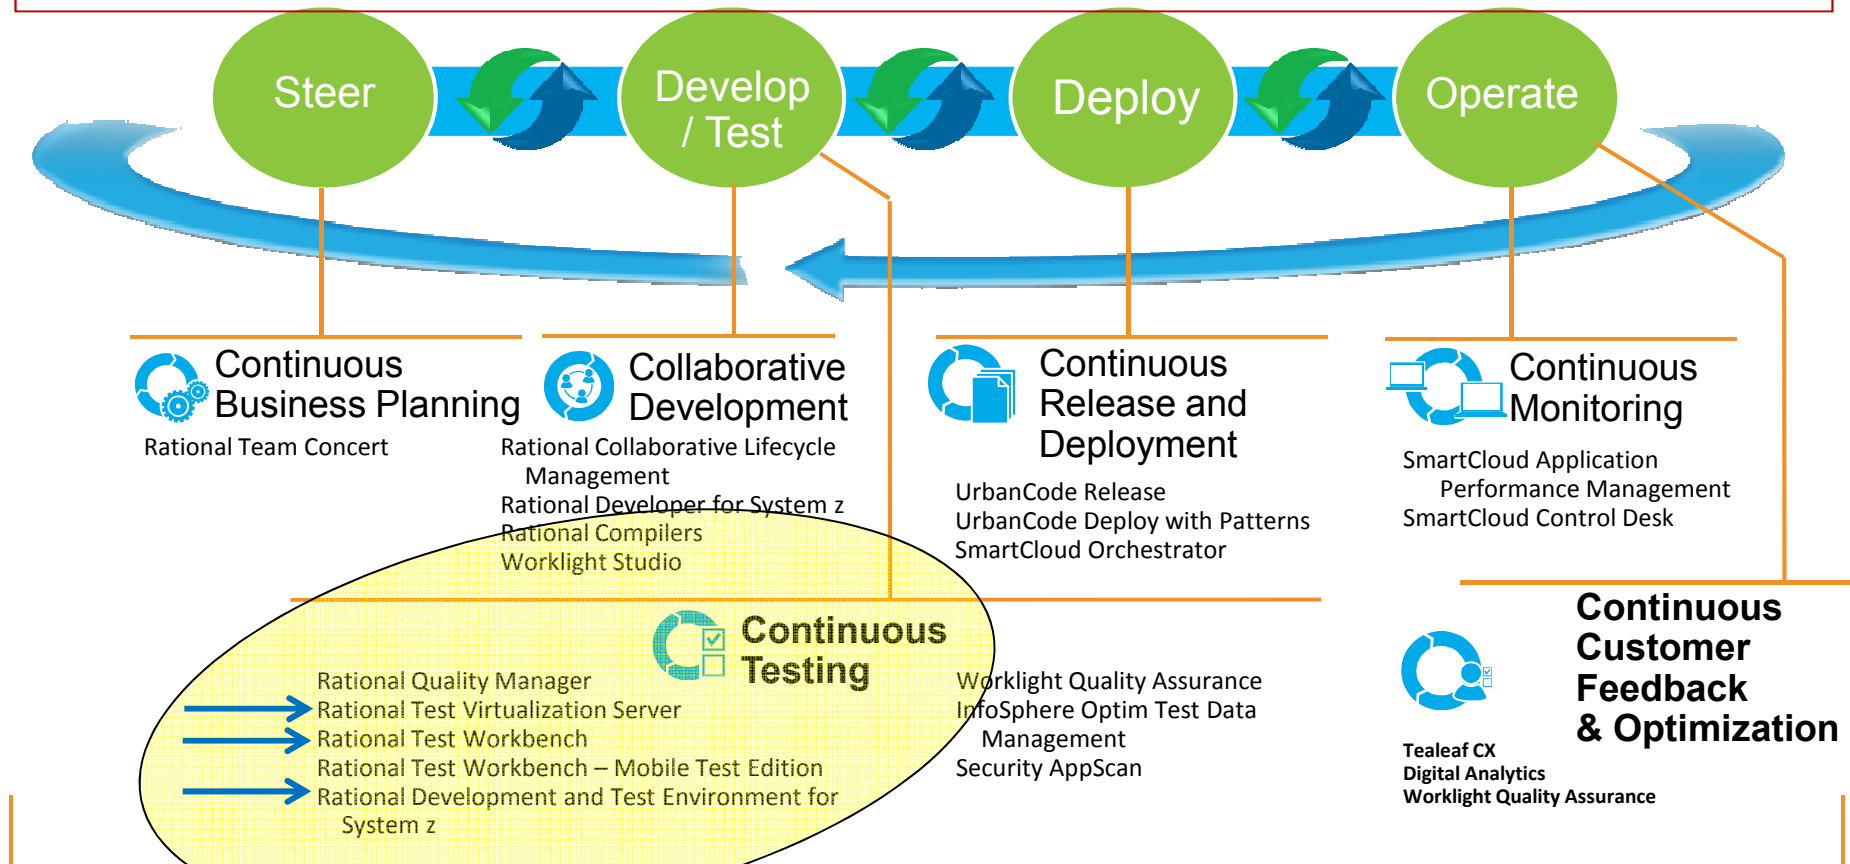 Steer
Develop
/ Test
Deploy
Operate
Continuous
Business Planning
Rational Team Concert
Collaborative
Development
Rational Collaborative Lifecycle
Management
Rational Developer for System z
Rational Compilers
Worklight Studio
Continuous
Release and
Deployment
UrbanCode Release
UrbanCode Deploy with Patterns
SmartCloud Orchestrator
Continuous
Monitoring
SmartCloud Application
Performance Management
SmartCloud Control Desk
Continuous
Testing
Rational Quality Manager
Rational Test Virtualization Server
Rational Test Workbench
Rational Test Workbench – Mobile Test Edition
Rational Development and Test Environment for
System z
Worklight Quality Assurance
InfoSphere Optim Test Data
Management
Security AppScan
Continuous
Customer
Feedback
& Optimization
Tealeaf CX
Digital Analytics
Worklight Quality Assurance